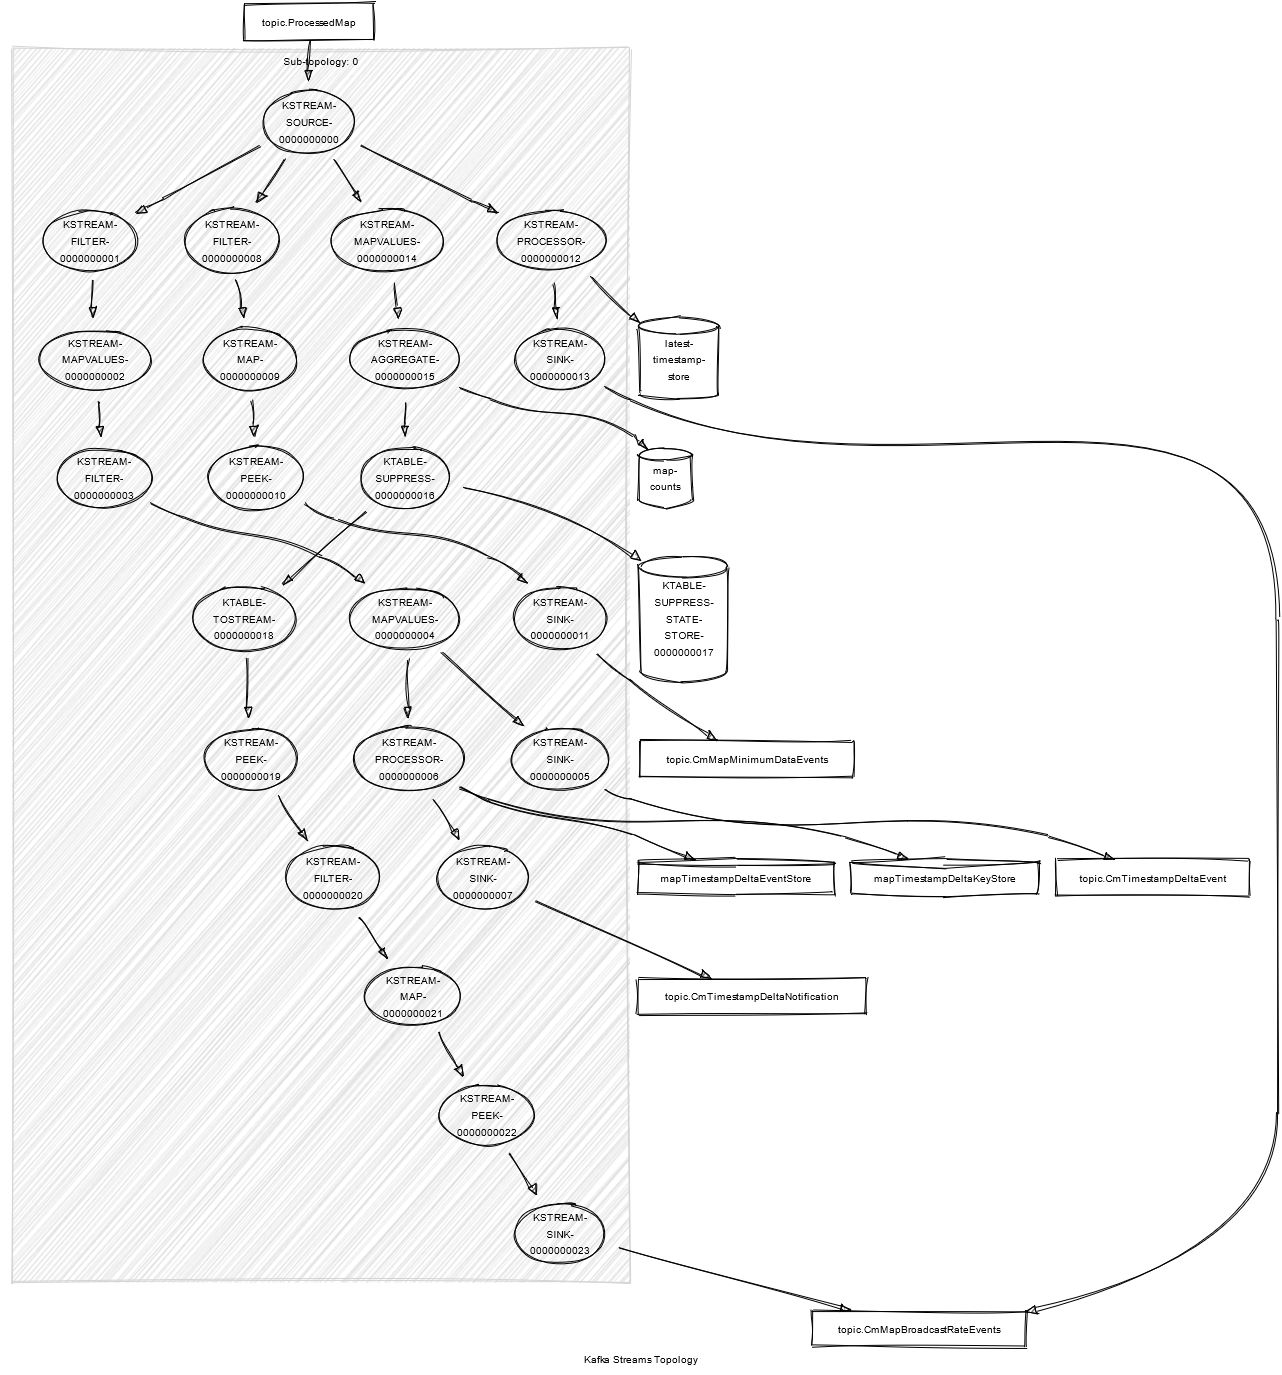 topic.ProcessedMap
Sub-topology: 0
KSTREAM-
SOURCE-
0000000000
KSTREAM-
FILTER-
0000000001
KSTREAM-
FILTER-
0000000008
KSTREAM-
MAPVALUES-
0000000014
KSTREAM-
PROCESSOR-
0000000012
KSTREAM-
MAPVALUES-
0000000002
KSTREAM-
MAP-
0000000009
KSTREAM-
AGGREGATE-
0000000015
KSTREAM-
SINK-
0000000013
latest-
timestamp-
store
KSTREAM-
FILTER-
0000000003
KSTREAM-
PEEK-
0000000010
KTABLE-
SUPPRESS-
0000000016
map-
counts
KTABLE-
TOSTREAM-
0000000018
KSTREAM-
MAPVALUES-
0000000004
KSTREAM-
SINK-
0000000011
KTABLE-
SUPPRESS-
STATE-
STORE-
0000000017
KSTREAM-
PEEK-
0000000019
KSTREAM-
PROCESSOR-
0000000006
KSTREAM-
SINK-
0000000005
topic.CmMapMinimumDataEvents
KSTREAM-
FILTER-
0000000020
KSTREAM-
SINK-
0000000007
mapTimestampDeltaEventStore
mapTimestampDeltaKeyStore
topic.CmTimestampDeltaEvent
KSTREAM-
MAP-
0000000021
topic.CmTimestampDeltaNotification
KSTREAM-
PEEK-
0000000022
KSTREAM-
SINK-
0000000023
topic.CmMapBroadcastRateEvents
Kafka Streams Topology